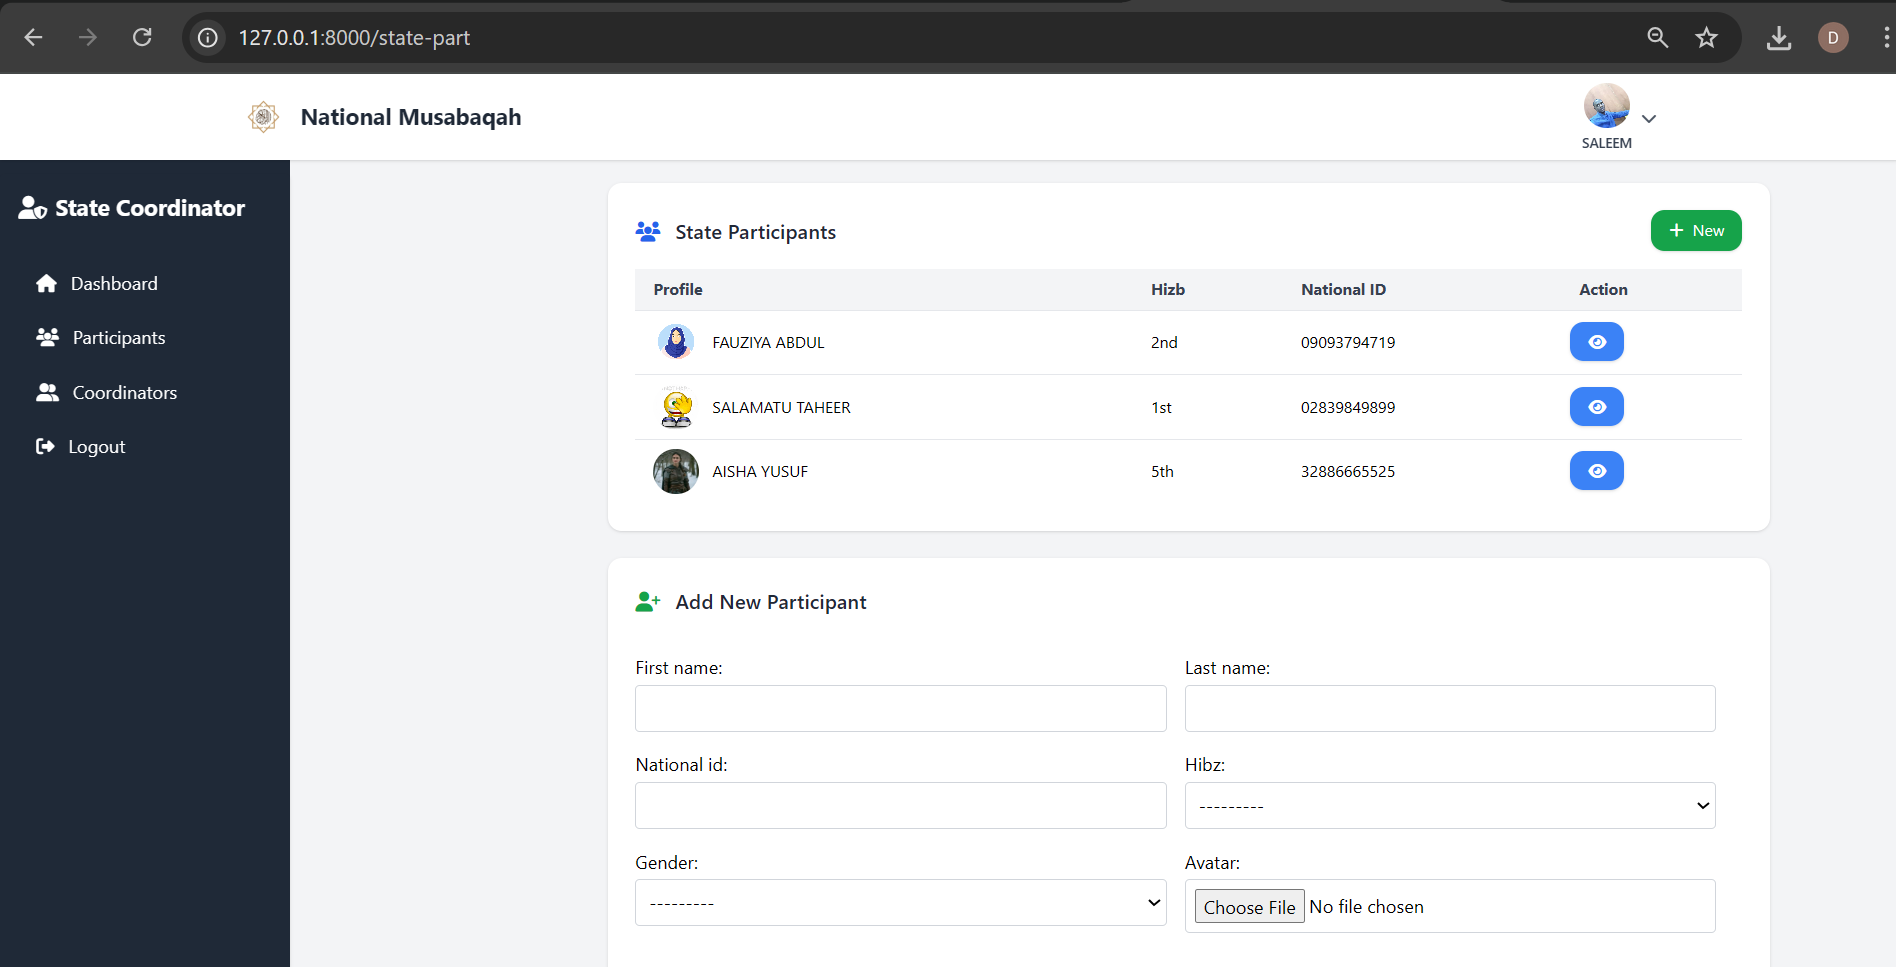 127.0.0.1:8000/state-part
D
National Musabaqah
SALEEM
State Coordinator
Dashboard
Participants
Coordinators
Logout
State Participants
New
Profile Hizb National ID Action
FAUZIYA ABDUL 2nd 09093794719
SALAMATU TAHEER 1st 02839849899
AISHA YUSUF 5th 32886665525
Add New Participant
First name: Last name:
National id: Hibz:
---------
Gender: Avatar:
---------
Choose File No file chosen